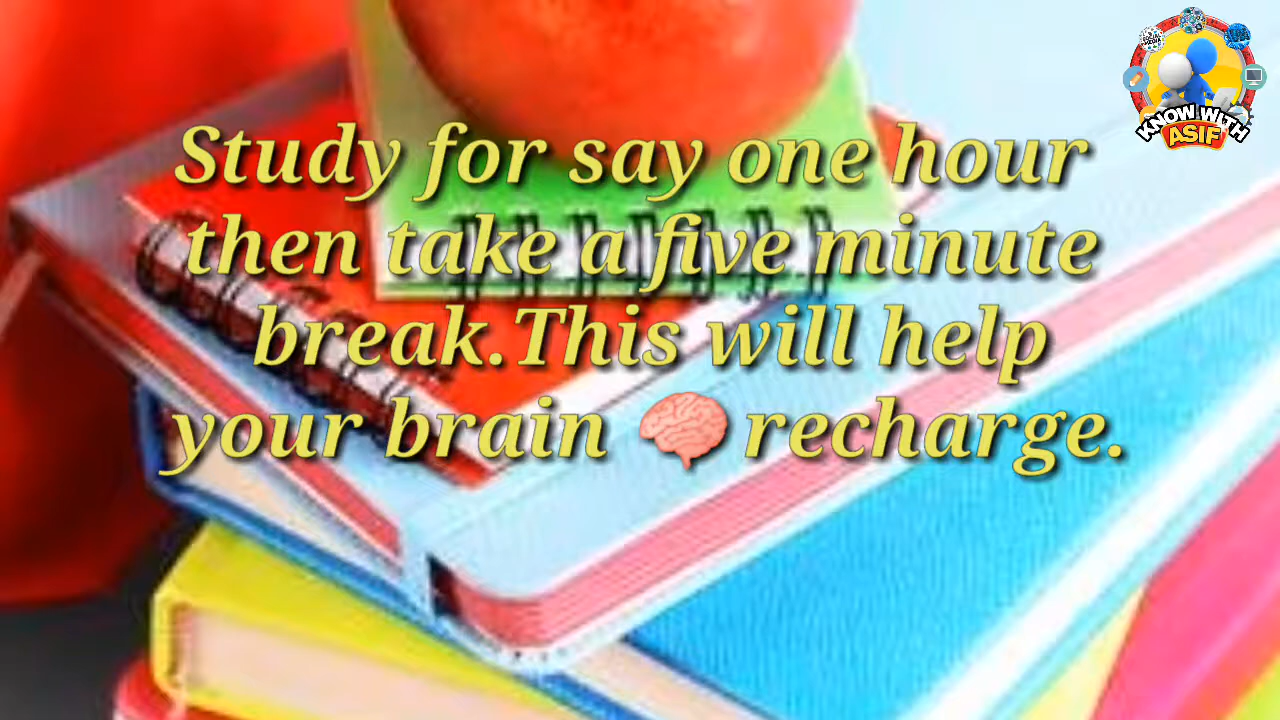 Study for say one hour
then take a five minute
break.This will help
your brain 🧠 recharge.
KNOW WITH
ASIF